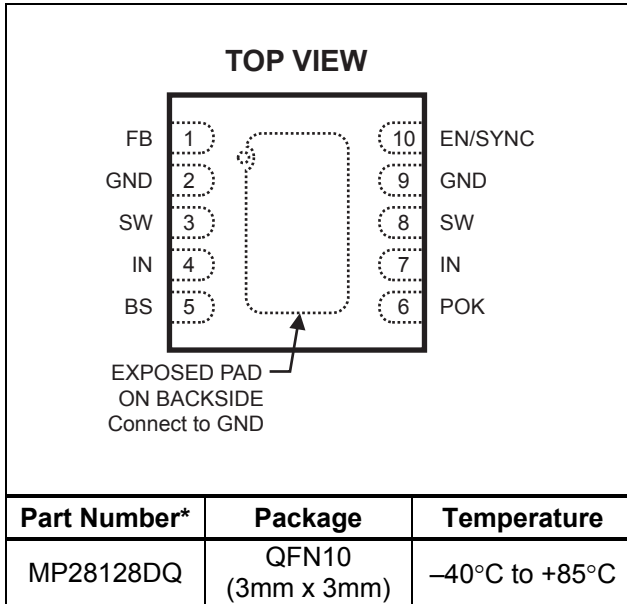 TOP VIEW
FB 1 10 EN/SYNC
GND 2 9 GND
SW 3 8 SW
IN 4 7 IN
BS 5 6 POK
EXPOSED PAD
ON BACKSIDE
Connect to GND
Part Number* Package Temperature
MP28128DQ QFN10 –40°C to +85°C
(3mm x 3mm)